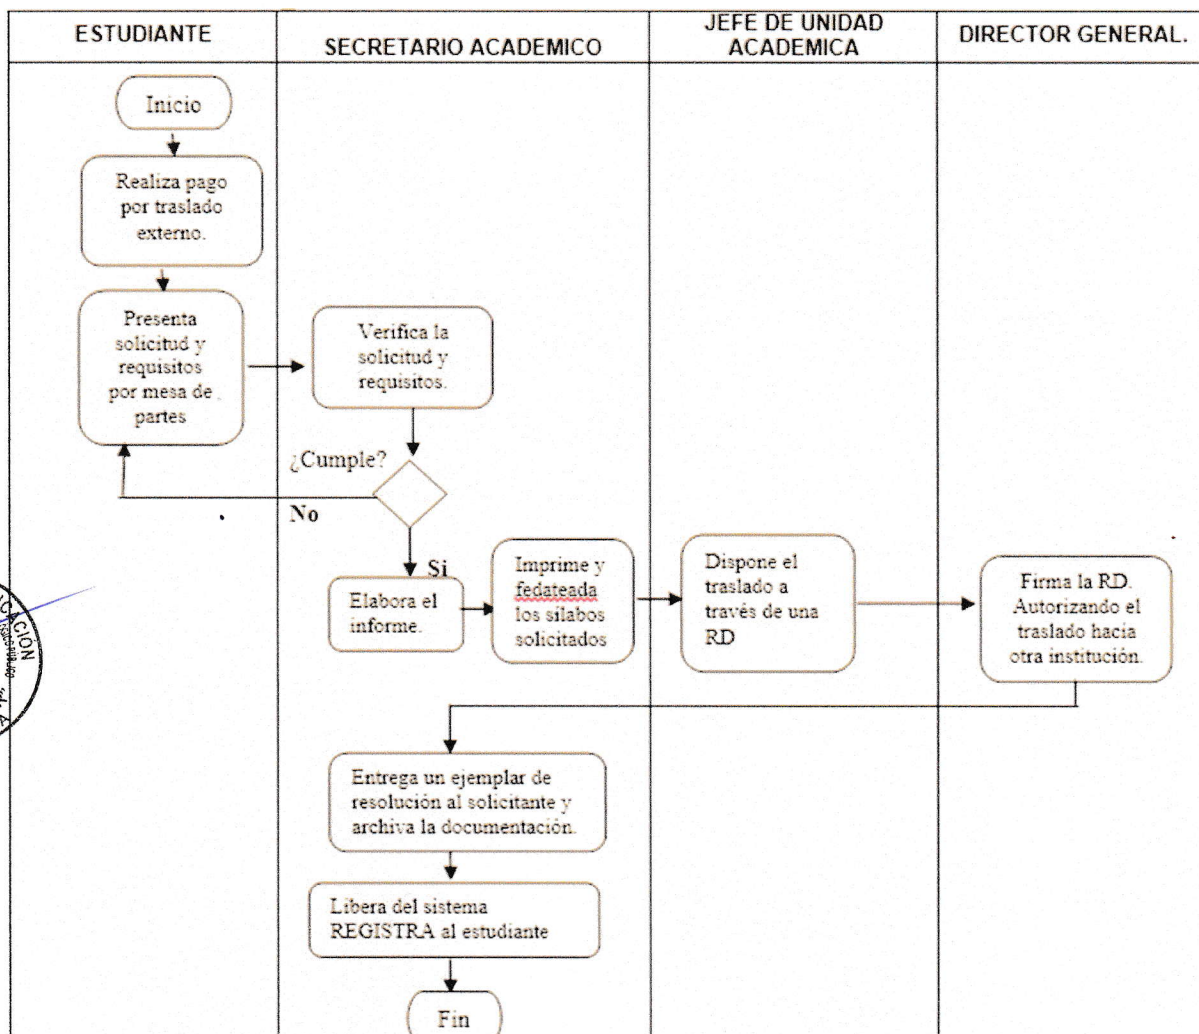 ESTUDIANTE
SECRETARIO ACADEMICO
JEFE DE UNIDAD
ACADEMICA
DIRECTOR GENERAL.
Inicio
Realiza pago
por traslado
externo.
Presenta
solicitud y
requisitos
por mesa de
partes
Verifica la
solicitud y
requisitos.
¿Cumple?
No
Si
Elabora el
informe.
Imprime y
fedateada
los sílabos
solicitados
Dispone el
traslado a
través de una
RD
Firma la RD.
Autorizando el
traslado hacia
otra institución.
Entrega un ejemplar de
resolución al solicitante y
archiva la documentación.
Libera del sistema
REGISTRA al estudiante
Fin